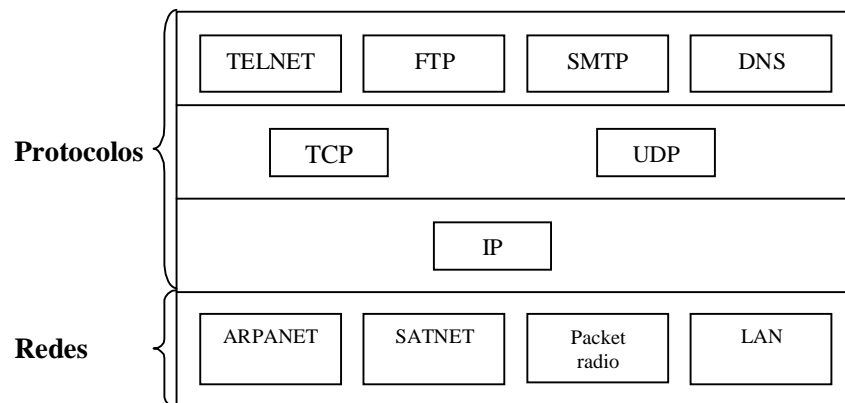 TELNET FTP SMTP DNS
Protocolos
TCP UDP
IP
Redes
ARPANET SATNET Packet radio LAN